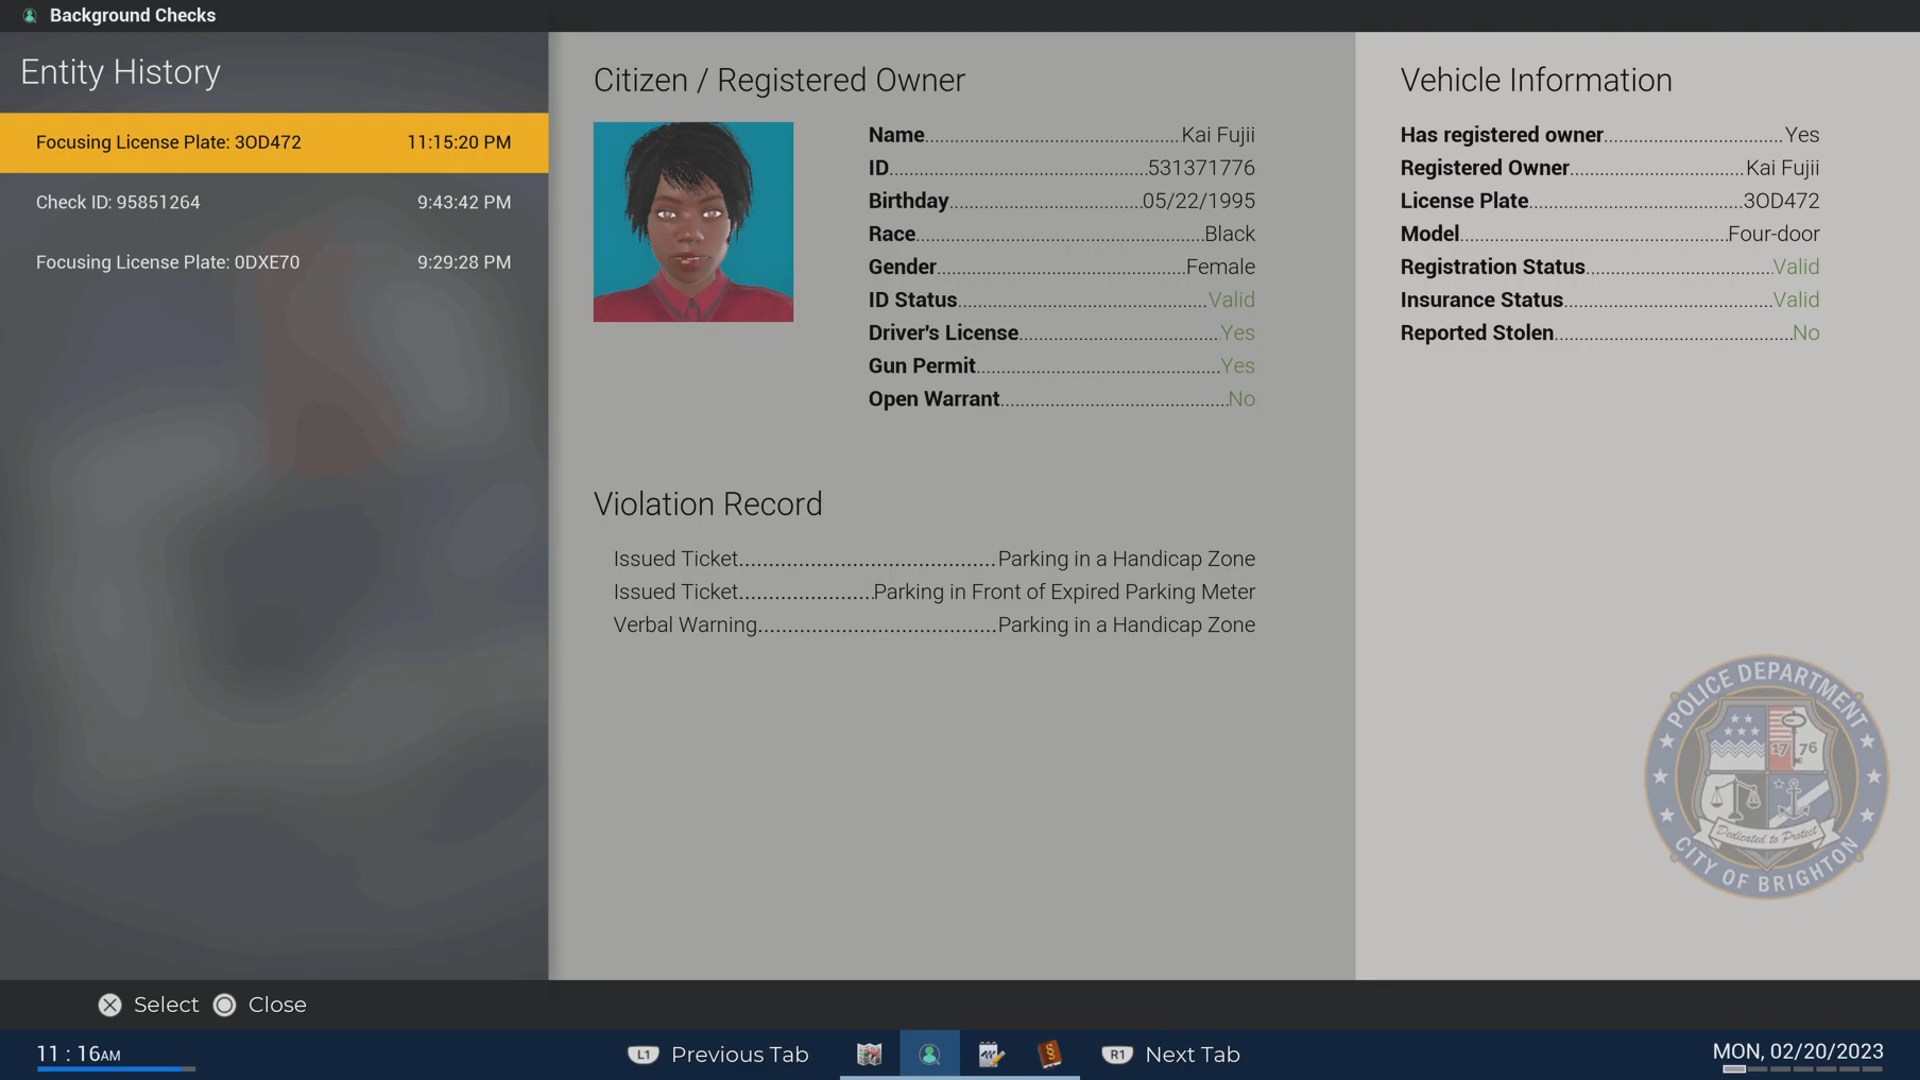 Background Checks
Entity History
Focusing License Plate: 3OD472 11:15:20 PM
Check ID: 95851264 9:43:42 PM
Focusing License Plate: 0DXE70 9:29:28 PM
Citizen / Registered Owner
Name Kai Fujii
ID 531371776
Birthday 05/22/1995
Race Black
Gender Female
ID Status Valid
Driver's License Yes
Gun Permit Yes
Open Warrant No
Violation Record
Issued Ticket Parking in a Handicap Zone
Issued Ticket Parking in Front of Expired Parking Meter
Verbal Warning Parking in a Handicap Zone
Vehicle Information
Has registered owner Yes
Registered Owner Kai Fujii
License Plate 3OD472
Model Four-door
Registration Status Valid
Insurance Status Valid
Reported Stolen No
POLICE DEPARTMENT
17 76
Dedicated to Protect
CITY OF BRIGHTON
Select Close
11 : 16AM
L1 Previous Tab
R1 Next Tab
MON, 02/20/2023